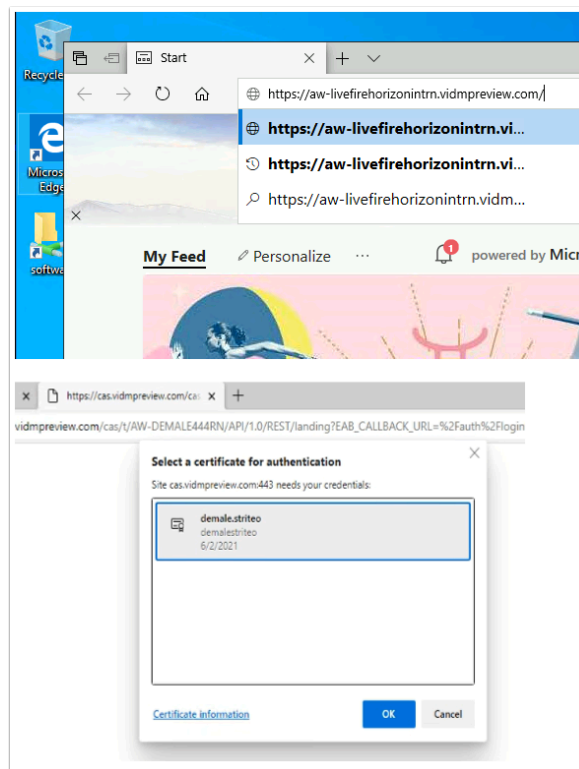 Start
Recycle
https://aw-livefirehorizonintrn.vidmpreview.com/
https://aw-livefirehorizonintrn.vi...
https://aw-livefirehorizonintrn.vi...
https://aw-livefirehorizonintrn.vidm...
Micros
Edge
softwa
My Feed
Personalize
...
1
powered by Micr
https://cas.vidmpreview.com/ca
vidmpreview.com/cas/t/AW-DEMALE444RN/API/1.0/REST/landing?EAB_CALLBACK_URL=%2Fauth%2Flogin
Select a certificate for authentication
Site cas.vidmpreview.com:443 needs your credentials:
demale.striteo
demalestriteo
6/2/2021
Certificate information
OK
Cancel